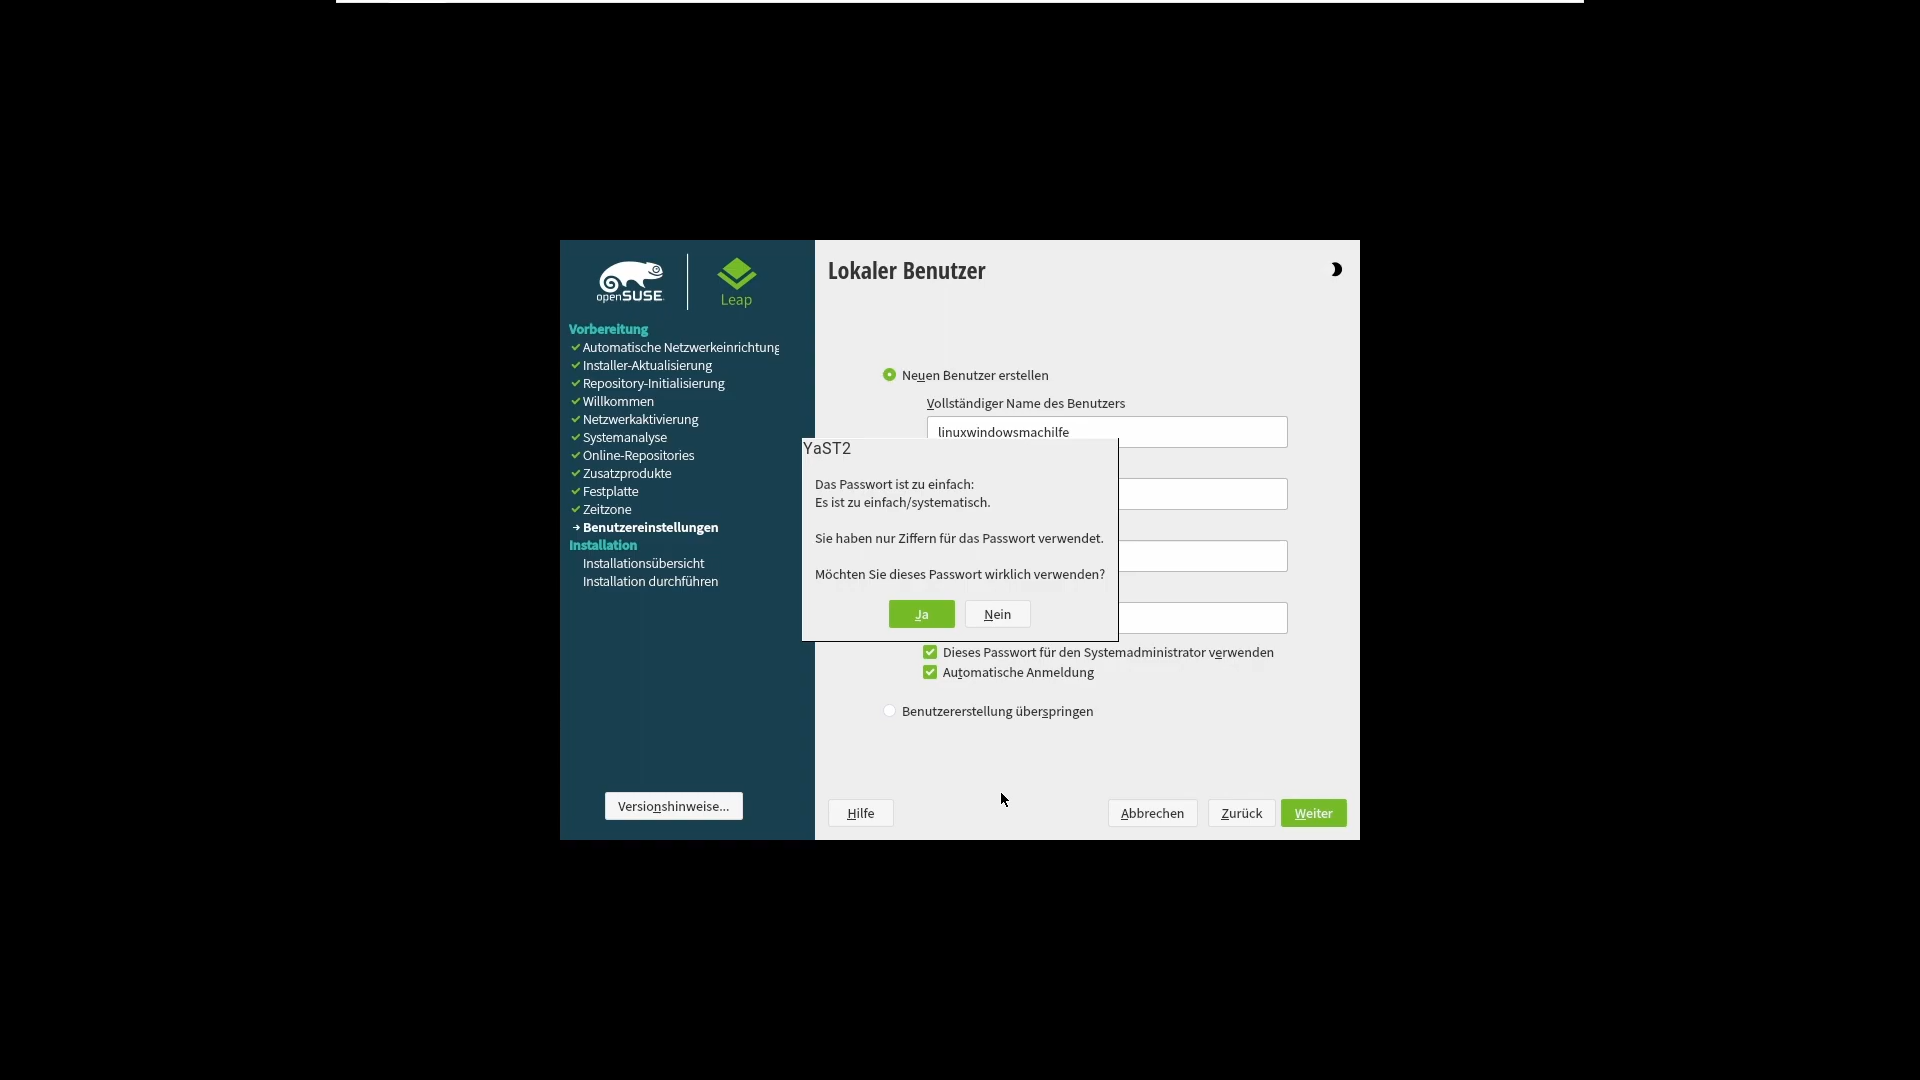 openSUSE
Leap
Vorbereitung
Automatische Netzwerkeinrichtung
Installer-Aktualisierung
Repository-Initialisierung
Willkommen
Netzwerkaktivierung
Systemanalyse
Online-Repositories
Zusatzprodukte
Festplatte
Zeitzone
Benutzereinstellungen
Installation
Installationsübersicht
Installation durchführen
Versionshinweise...
Lokaler Benutzer
Neuen Benutzer erstellen
Vollständiger Name des Benutzers
linuxwindowsmachilfe
YaST2
Das Passwort ist zu einfach:
Es ist zu einfach/systematisch.
Sie haben nur Ziffern für das Passwort verwendet.
Möchten Sie dieses Passwort wirklich verwenden?
Ja Nein
Dieses Passwort für den Systemadministrator verwenden
Automatische Anmeldung
Benutzererstellung überspringen
Hilfe Abbrechen Zurück Weiter